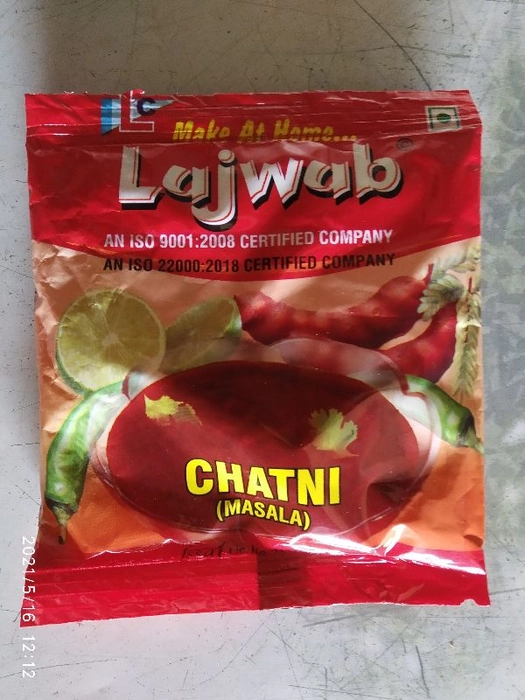 LC
Make At Home...
Lajwab®
AN ISO 9001:2008 CERTIFIED COMPANY
AN ISO 22000:2018 CERTIFIED COMPANY
CHATNI
(MASALA)
2021/5/16 12:12